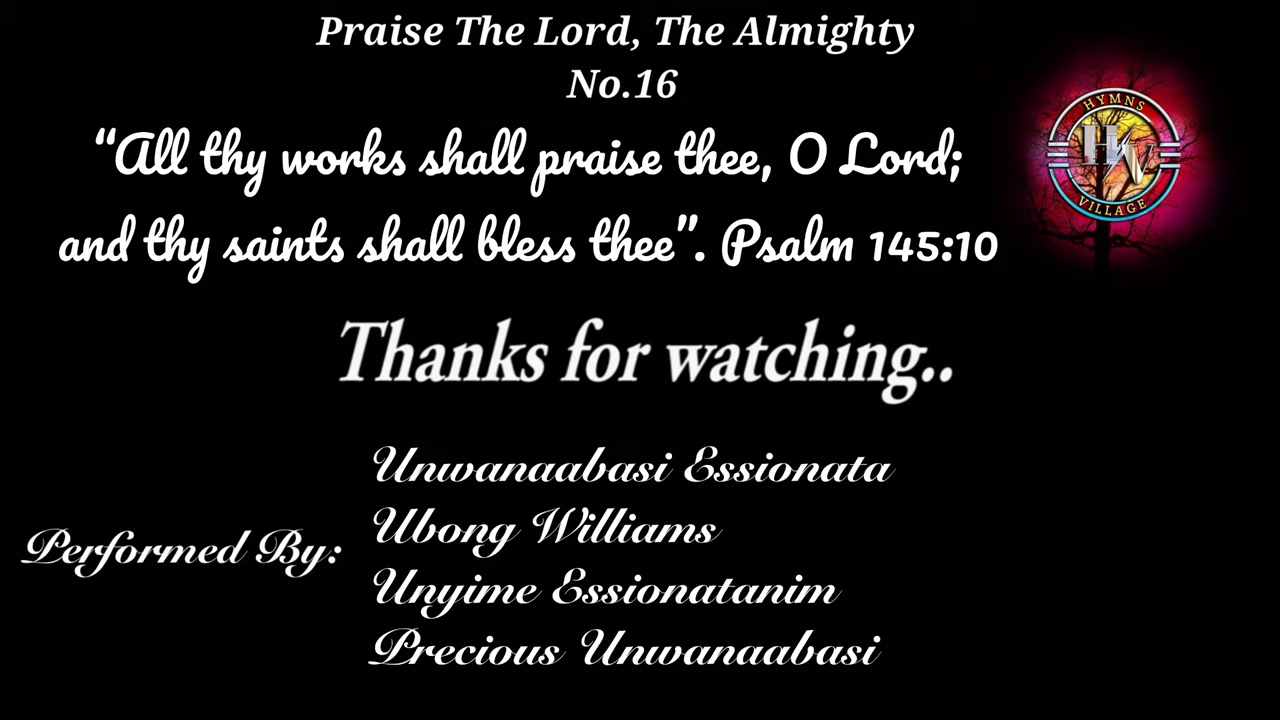 Praise The Lord, The Almighty
No.16
“All thy works shall praise thee, O Lord;
and thy saints shall bless thee”. Psalm 145:10
HYMNS
HV
VILLAGE
Thanks for watching..
Performed By:
Unwanaabasi Essionata
Ubong Williams
Unyime Essionatanim
Precious Unwanaabasi